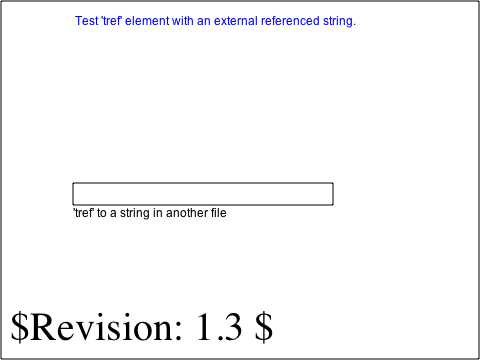 Test 'tref' element with an external referenced string.
'tref' to a string in another file
$Revision: 1.3 $